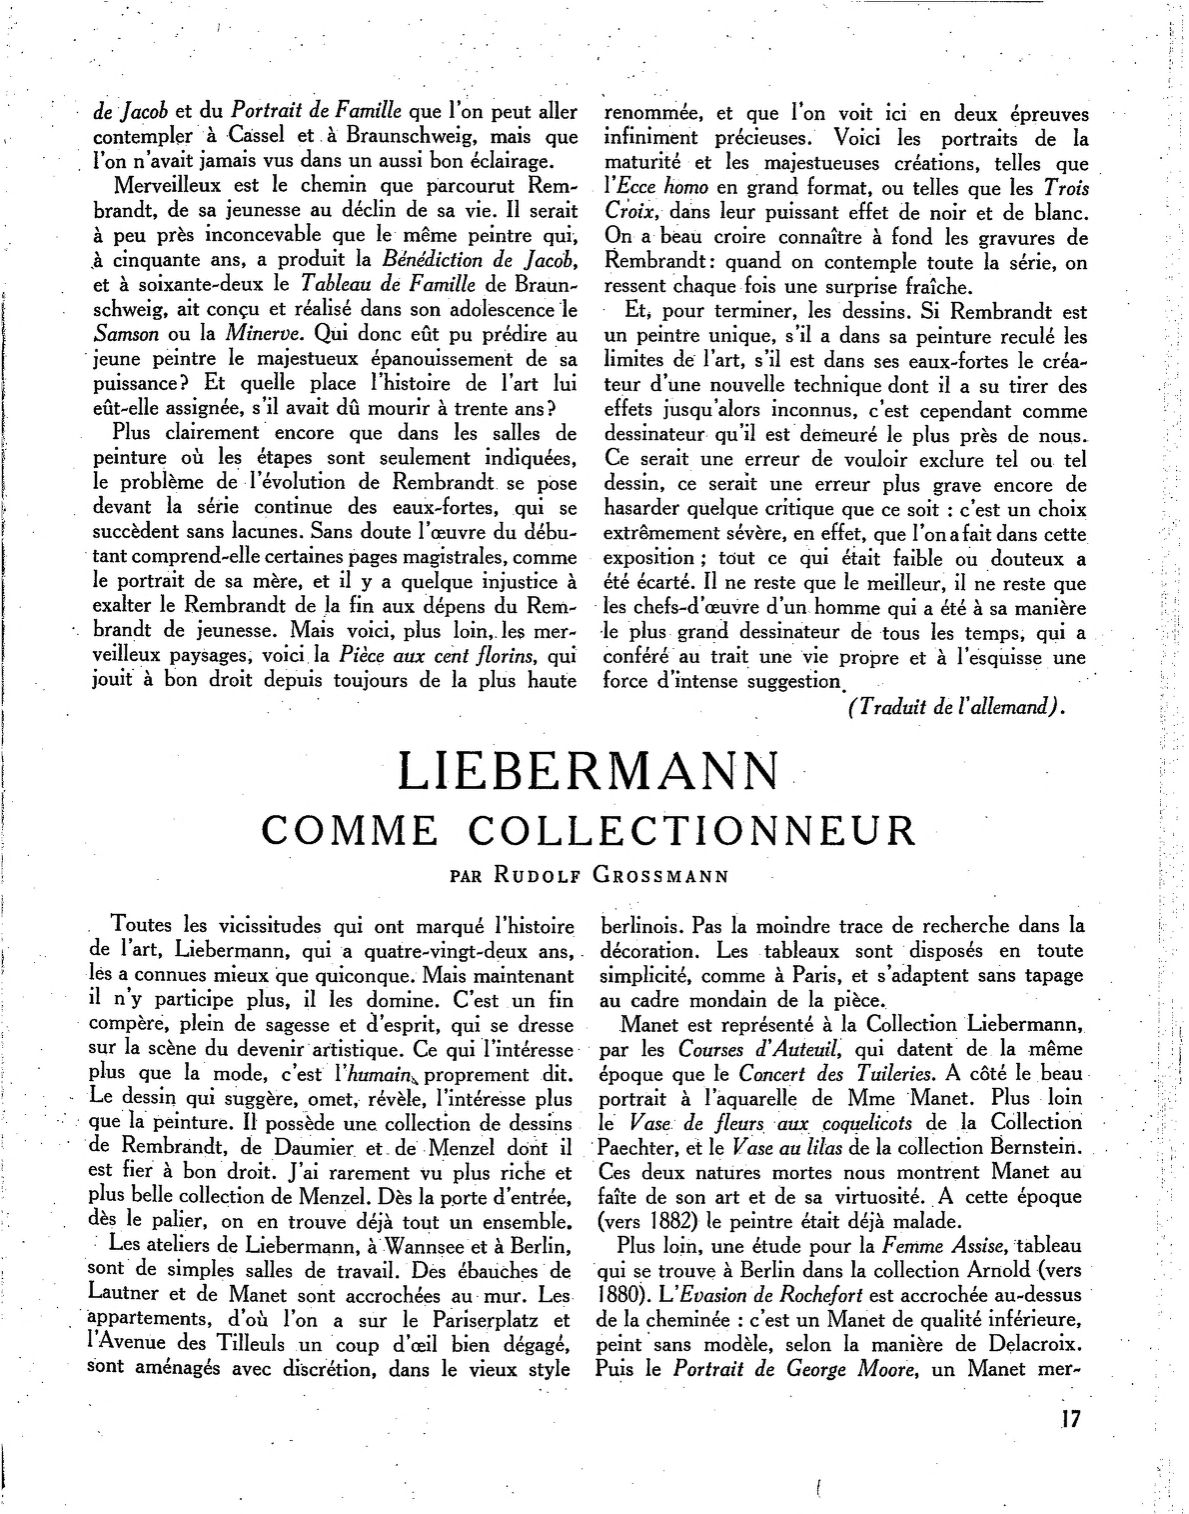 de Jacob et du Portrait de Famille que l'on peut aller
contempler à Cassel et à Braunschweig, mais que
l'on n'avait jamais vus dans un aussi bon éclairage.
Merveilleux est le chemin que parcourut Rem-
brandt, de sa jeunesse au déclin de sa vie. Il serait
à peu près inconcevable que le même peintre qui,
à cinquante ans, a produit la Bénédiction de Jacob,
et à soixante-deux le Tableau de Famille de Braun-
schweig, ait conçu et réalisé dans son adolescence le
Samson ou la Minerve. Qui donc eût pu prédire au
jeune peintre le majestueux épanouissement de sa
puissance? Et quelle place l'histoire de l'art lui
eût-elle assignée, s'il avait dû mourir à trente ans?
Plus clairement encore que dans les salles de
peinture où les étapes sont seulement indiquées,
le problème de l'évolution de Rembrandt se pose
devant la série continue des eaux-fortes, qui se
succèdent sans lacunes. Sans doute l'œuvre du débu-
tant comprend-elle certaines pages magistrales, comme
le portrait de sa mère, et il y a quelque injustice à
exalter le Rembrandt de la fin aux dépens du Rem-
brandt de jeunesse. Mais voici, plus loin, les mer-
veilleux paysages, voici la Pièce aux cent florins, qui
jouit à bon droit depuis toujours de la plus haute
renommée, et que l'on voit ici en deux épreuves
infiniment précieuses. Voici les portraits de la
maturité et les majestueuses créations, telles que
l'Ecce homo en grand format, ou telles que les Trois
Croix, dans leur puissant effet de noir et de blanc.
On a beau croire connaître à fond les gravures de
Rembrandt: quand on contemple toute la série, on
ressent chaque fois une surprise fraîche.
Et, pour terminer, les dessins. Si Rembrandt est
un peintre unique, s'il a dans sa peinture reculé les
limites de l'art, s'il est dans ses eaux-fortes le créa-
teur d'une nouvelle technique dont il a su tirer des
effets jusqu'alors inconnus, c'est cependant comme
dessinateur qu'il est demeuré le plus près de nous.
Ce serait une erreur de vouloir exclure tel ou tel
dessin, ce serait une erreur plus grave encore de
hasarder quelque critique que ce soit : c'est un choix
extrêmement sévère, en effet, que l'on a fait dans cette
exposition ; tout ce qui était faible ou douteux a
été écarté. Il ne reste que le meilleur, il ne reste que
les chefs-d'œuvre d'un homme qui a été à sa manière
le plus grand dessinateur de tous les temps, qui a
conféré au trait une vie propre et à l'esquisse une
force d'intense suggestion.
(Traduit de l'allemand).
LIEBERMANN
COMME COLLECTIONNEUR
PAR RUDOLF GROSSMANN
Toutes les vicissitudes qui ont marqué l'histoire
de l'art, Liebermann, qui a quatre-vingt-deux ans,
les a connues mieux que quiconque. Mais maintenant
il n'y participe plus, il les domine. C'est un fin
compère, plein de sagesse et d'esprit, qui se dresse
sur la scène du devenir artistique. Ce qui l'intéresse
plus que la mode, c'est l'humain, proprement dit.
Le dessin qui suggère, omet, révèle, l'intéresse plus
que la peinture. Il possède une collection de dessins
de Rembrandt, de Daumier et de Menzel dont il
est fier à bon droit. J'ai rarement vu plus riche et
plus belle collection de Menzel. Dès la porte d'entrée,
dès le palier, on en trouve déjà tout un ensemble.
Les ateliers de Liebermann, à Wannsee et à Berlin,
sont de simples salles de travail. Des ébauches de
Lautner et de Manet sont accrochées au mur. Les
appartements, d'où l'on a sur le Pariserplatz et
l'Avenue des Tilleuls un coup d'œil bien dégagé,
sont aménagés avec discrétion, dans le vieux style
berlinois. Pas la moindre trace de recherche dans la
décoration. Les tableaux sont disposés en toute
simplicité, comme à Paris, et s'adaptent sans tapage
au cadre mondain de la pièce.
Manet est représenté à la Collection Liebermann,
par les Courses d'Auteuil, qui datent de la même
époque que le Concert des Tuileries. A côté le beau
portrait à l'aquarelle de Mme Manet. Plus loin
le Vase de fleurs aux coquelicots de la Collection
Paechter, et le Vase au lilas de la collection Bernstein.
Ces deux natures mortes nous montrent Manet au
faîte de son art et de sa virtuosité. A cette époque
(vers 1882) le peintre était déjà malade.
Plus loin, une étude pour la Femme Assise, tableau
qui se trouve à Berlin dans la collection Arnold (vers
1880). L'Evasion de Rochefort est accrochée au-dessus
de la cheminée : c'est un Manet de qualité inférieure,
peint sans modèle, selon la manière de Delacroix.
Puis le Portrait de George Moore, un Manet mer-
17